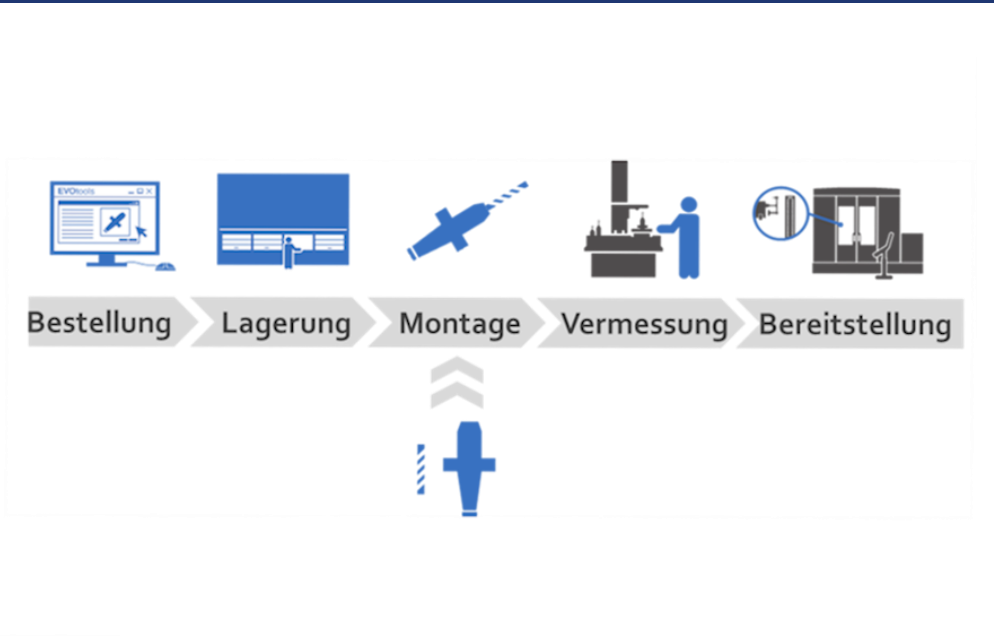 EVOtools
Bestellung
Lagerung
Montage
Vermessung
Bereitstellung